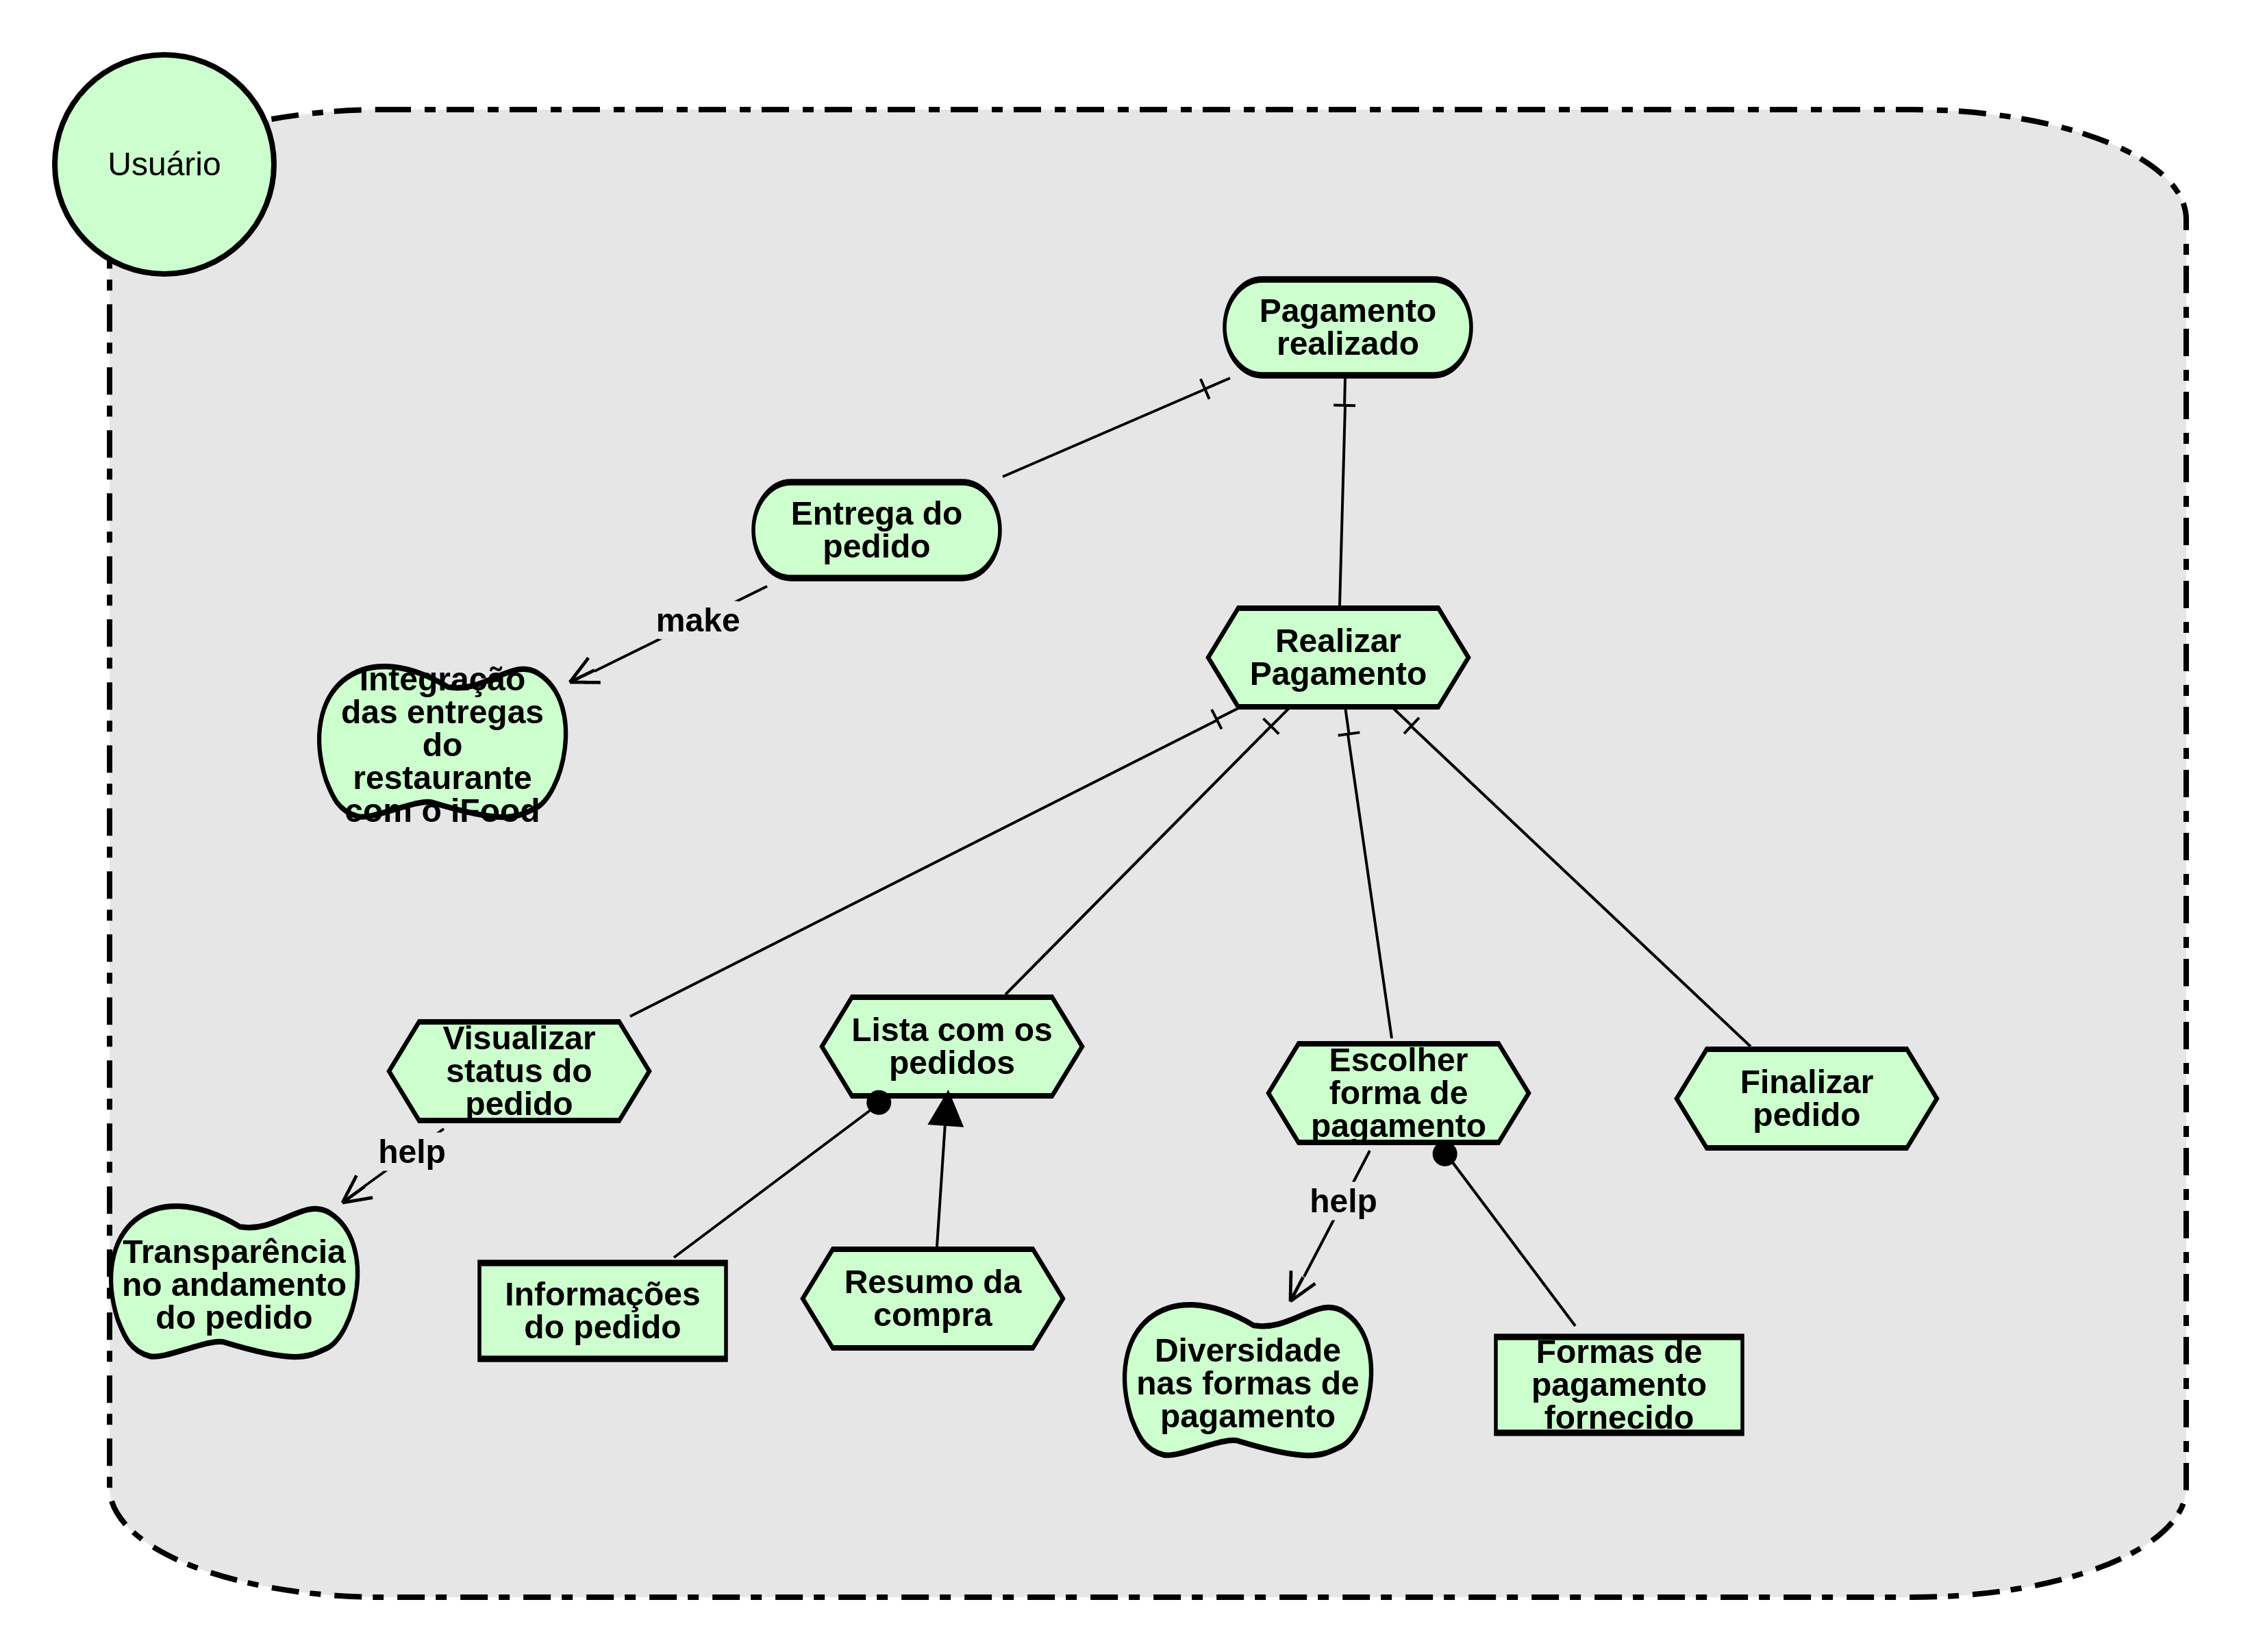 Usuário
Pagamento
realizado
Entrega do
pedido
make
Realizar
Pagamento
Integração
das entregas
do
restaurante
com o iFood
Visualizar
status do
pedido
Lista com os
pedidos
Escolher
forma de
pagamento
Finalizar
pedido
help
help
Transparência
no andamento
do pedido
Informações
do pedido
Resumo da
compra
Diversidade
nas formas de
pagamento
Formas de
pagamento
fornecido